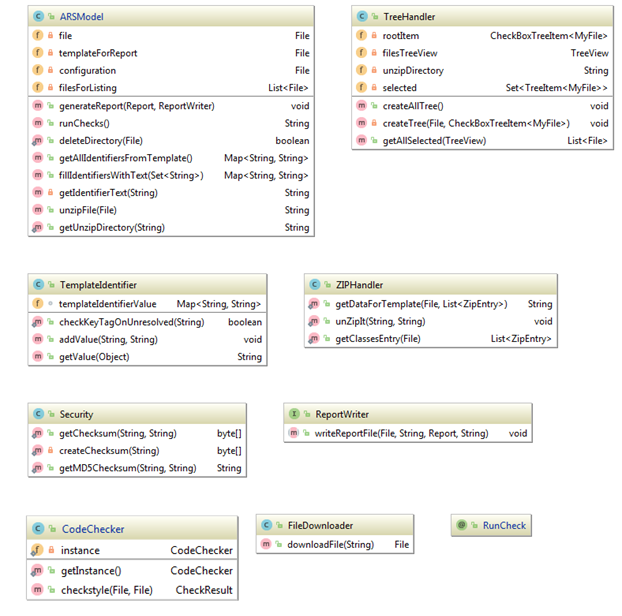 ARSModel
file File
templateForReport File
configuration File
filesForListing List<File>
generateReport(Report, ReportWriter) void
runChecks() String
deleteDirectory(File) boolean
getAllIdentifiersFromTemplate() Map<String, String>
fillIdentifiersWithText(Set<String>) Map<String, String>
getIdentifierText(String) String
unzipFile(File) String
getUnzipDirectory(String) String
TreeHandler
rootItem CheckBoxTreeItem<MyFile>
filesTreeView TreeView
unzipDirectory String
selected Set<TreeItem<MyFile>>
createAllTree() void
createTree(File, CheckBoxTreeItem<MyFile>) void
getAllSelected(TreeView) List<File>
TemplateIdentifier
templateIdentifierValue Map<String, String>
checkKeyTagOnUnresolved(String) boolean
addValue(String, String) void
getValue(Object) String
ZIPHandler
getDataForTemplate(File, List<ZipEntry>) String
unZipIt(String, String) void
getClassesEntry(File) List<ZipEntry>
Security
getChecksum(String, String) byte[]
createChecksum(String) byte[]
getMD5Checksum(String, String) String
ReportWriter
writeReportFile(File, String, Report, String) void
CodeChecker
instance CodeChecker
getInstance() CodeChecker
checkstyle(File, File) CheckResult
FileDownloader
downloadFile(String) File
RunCheck